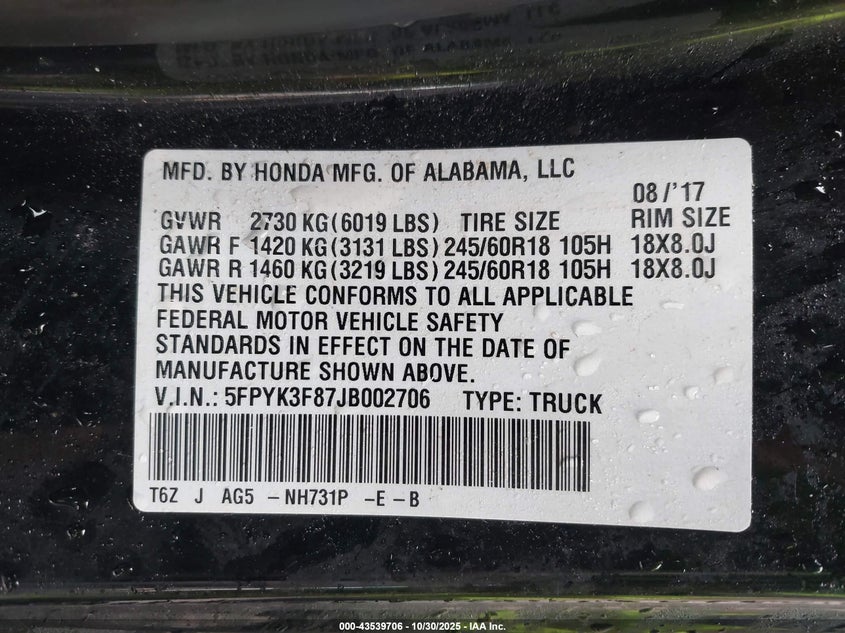 MFD. BY HONDA MFG. OF ALABAMA, LLC
08/'17
GVWR 2730 KG(6019 LBS) TIRE SIZE RIM SIZE
GAWR F 1420 KG(3131 LBS) 245/60R18 105H 18X8.0J
GAWR R 1460 KG(3219 LBS) 245/60R18 105H 18X8.0J
THIS VEHICLE CONFORMS TO ALL APPLICABLE
FEDERAL MOTOR VEHICLE SAFETY
STANDARDS IN EFFECT ON THE DATE OF
MANUFACTURE SHOWN ABOVE.
V.I.N.: 5FPYK3F87JB002706 TYPE: TRUCK
T6Z J AG5 -NH731P -E-B
000-43539706 - 10/30/2025 - IAA Inc.